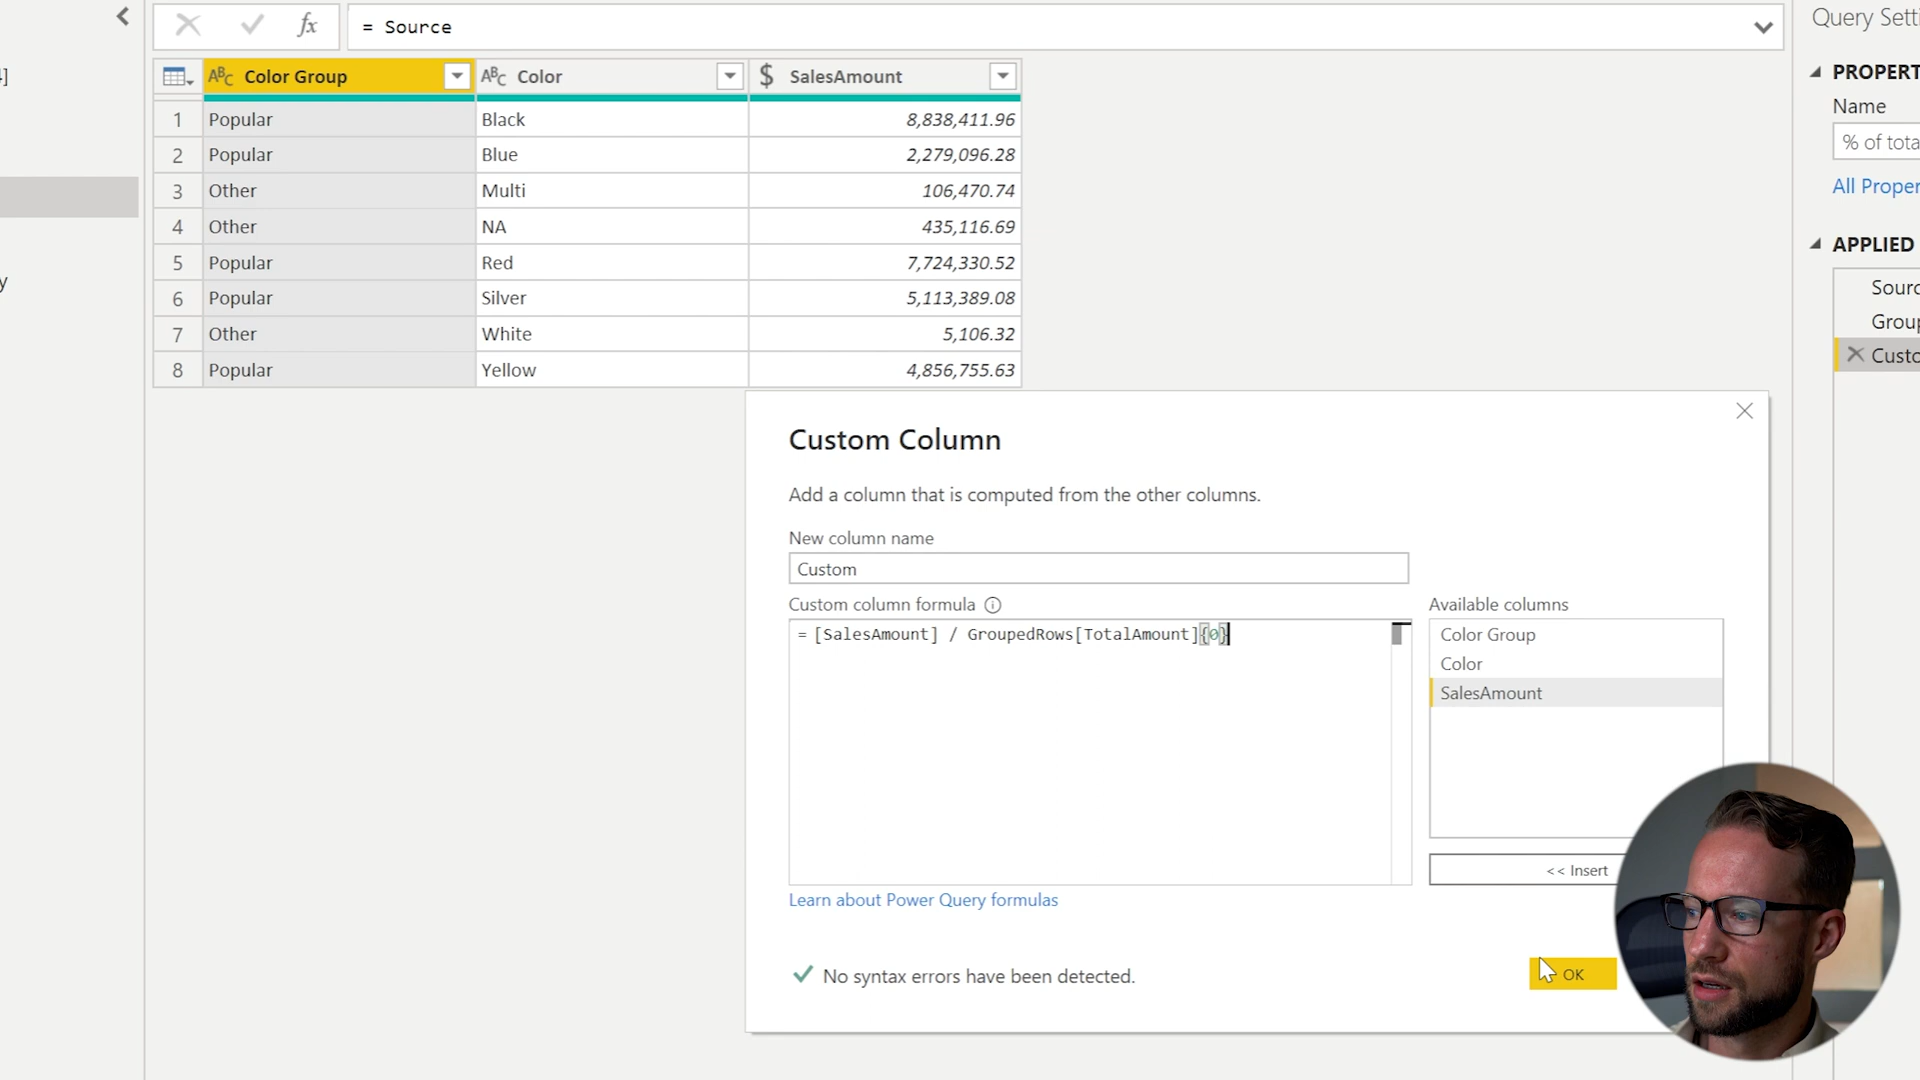 = Source
Query Setti
4]
Color Group
Color
$ SalesAmount
1 Popular Black 8,838,411.96
2 Popular Blue 2,279,096.28
3 Other Multi 106,470.74
4 Other NA 435,116.69
5 Popular Red 7,724,330.52
6 Popular Silver 5,113,389.08
7 Other White 5,106.32
8 Popular Yellow 4,856,755.63
PROPERT
Name
% of tota
All Proper
APPLIED
Sourc
Group
Custo
y
Custom Column
Add a column that is computed from the other columns.
New column name
Custom
Custom column formula
= [SalesAmount] / GroupedRows[TotalAmount]{0}
Available columns
Color Group
Color
SalesAmount
<< Insert
Learn about Power Query formulas
No syntax errors have been detected.
OK